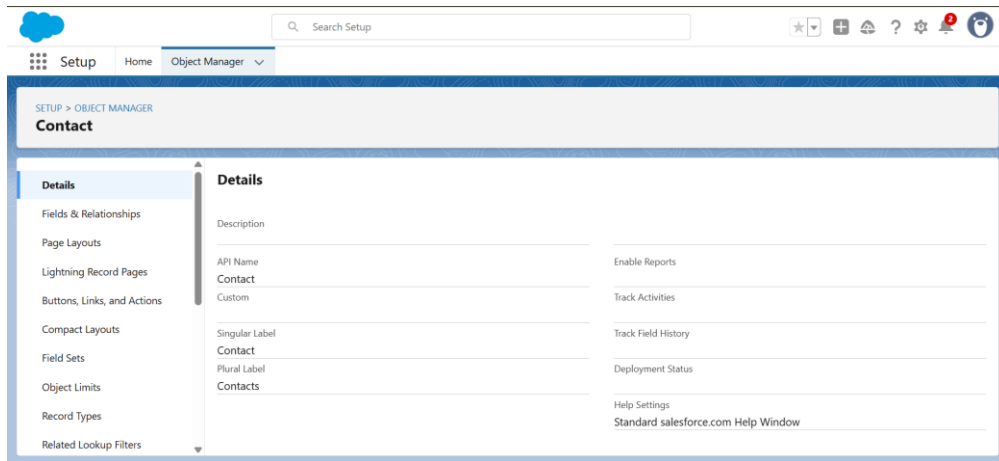 Search Setup
2
Setup
Home
Object Manager
SETUP > OBJECT MANAGER
Contact
Details
Fields & Relationships
Page Layouts
Lightning Record Pages
Buttons, Links, and Actions
Compact Layouts
Field Sets
Object Limits
Record Types
Related Lookup Filters
Details
Description
API Name
Contact
Custom
Singular Label
Contact
Plural Label
Contacts
Enable Reports
Track Activities
Track Field History
Deployment Status
Help Settings
Standard salesforce.com Help Window